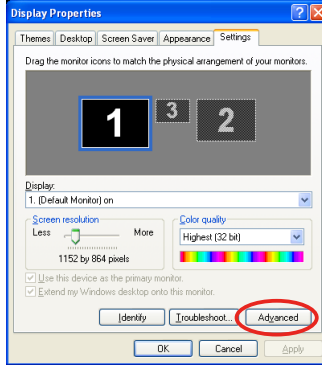 Display Properties
Themes Desktop Screen Saver Appearance Settings
Drag the monitor icons to match the physical arrangement of your monitors.
1 3 2
Display:
1. (Default Monitor) on
Screen resolution
Less More
1152 by 864 pixels
Color quality
Highest (32 bit)
Use this device as the primary monitor.
Extend my Windows desktop onto this monitor.
Identify Troubleshoot... Advanced
OK Cancel Apply